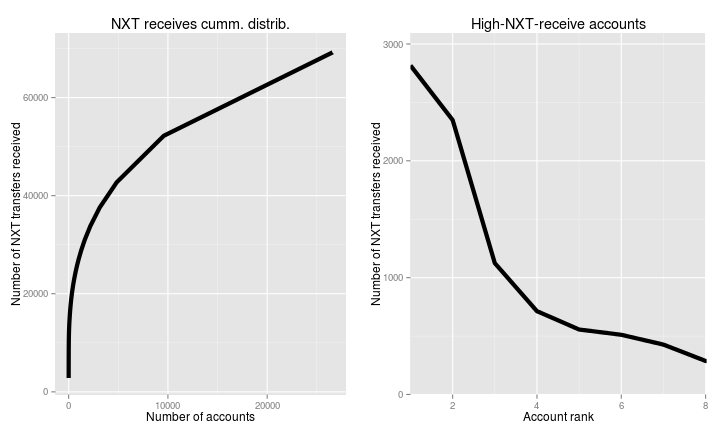 NXT receives cumm. distrib.
Number of NXT transfers received
60000
40000
20000
0
0 10000 20000
Number of accounts
High-NXT-receive accounts
Number of NXT transfers received
3000
2000
1000
0
2 4 6 8
Account rank